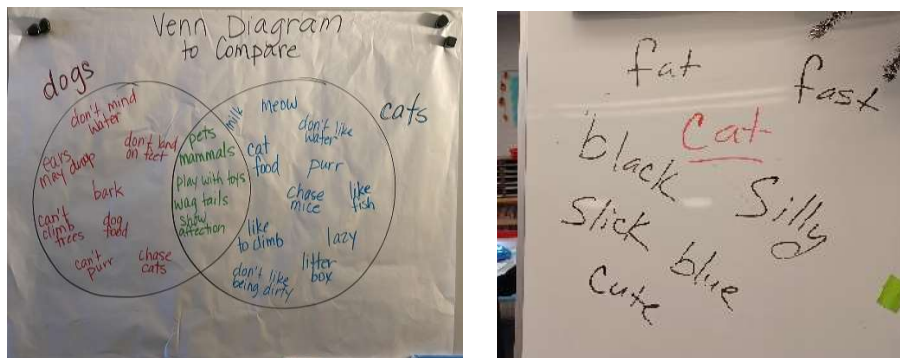 Venn Diagram
to Compare
dogs
cats
don't mind
water
don't land
on feet
ears
may droop
bark
can't
climb
trees
dog
food
can't
purr
chase
cats
pets
mammals
play with toys
wag tails
show
affection
milk
meow
don't like
water
cat
food
purr
chase
mice
like
fish
like
to climb
lazy
litter
box
don't like
being dirty
fat
fast
cat
black
Silly
Slick
blue
Cute